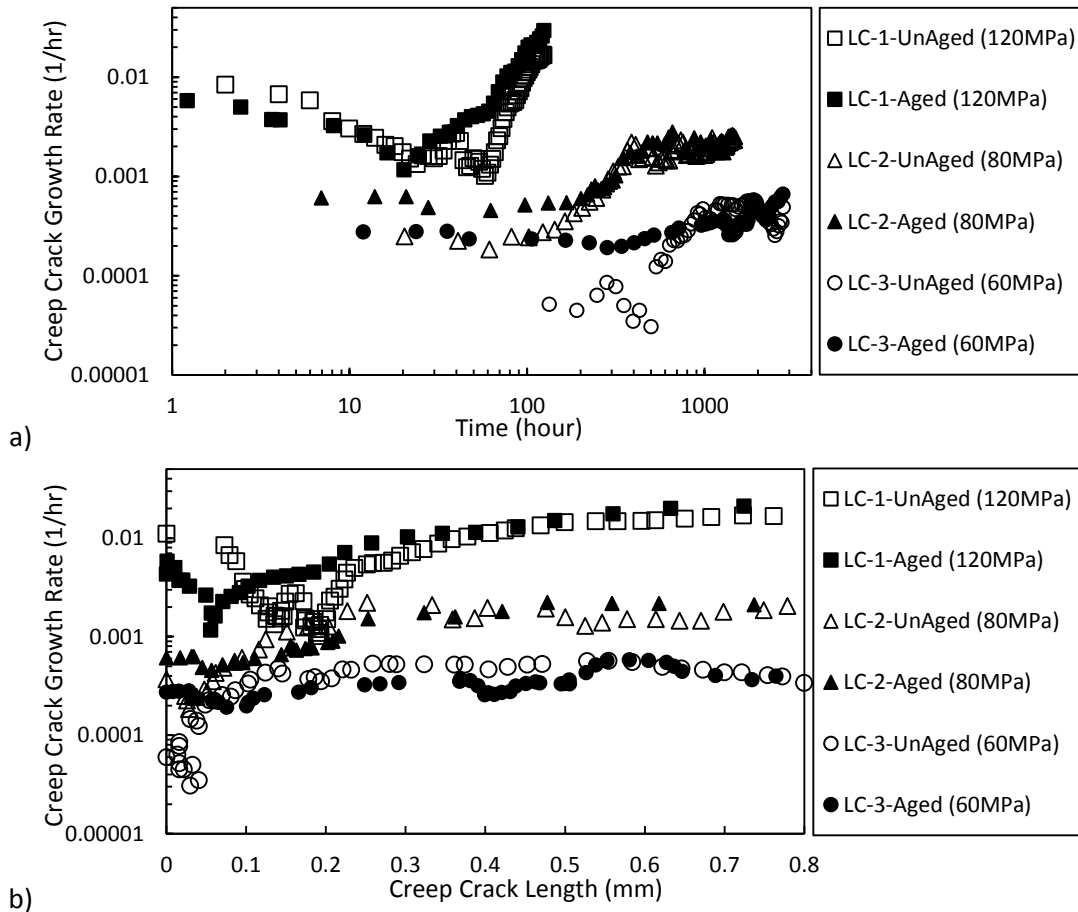 Creep Crack Growth Rate (1/hr)
0.01
0.001
0.0001
0.00001
1
10
100
1000
Time (hour)
LC-1-UnAged (120MPa)
LC-1-Aged (120MPa)
LC-2-UnAged (80MPa)
LC-2-Aged (80MPa)
LC-3-UnAged (60MPa)
LC-3-Aged (60MPa)
a)
Creep Crack Growth Rate (1/hr)
0.01
0.001
0.0001
0.00001
0
0.1
0.2
0.3
0.4
0.5
0.6
0.7
0.8
Creep Crack Length (mm)
LC-1-UnAged (120MPa)
LC-1-Aged (120MPa)
LC-2-UnAged (80MPa)
LC-2-Aged (80MPa)
LC-3-UnAged (60MPa)
LC-3-Aged (60MPa)
b)